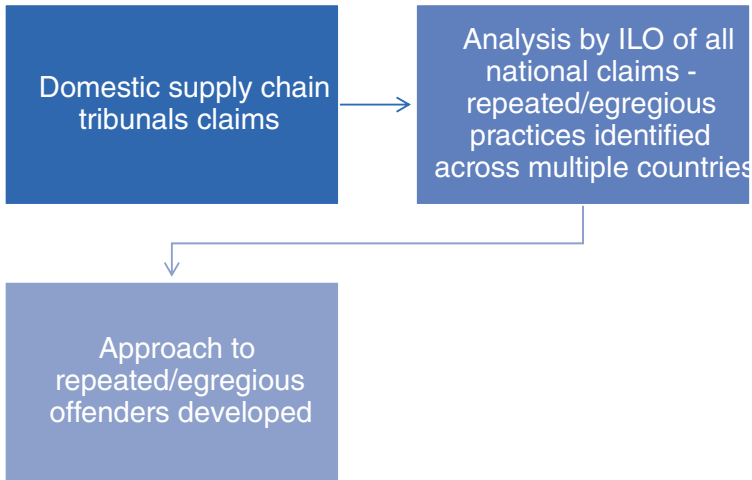 Domestic supply chain
tribunals claims
Analysis by ILO of all
national claims -
repeated/egregious
practices identified
across multiple countries
Approach to
repeated/egregious
offenders developed